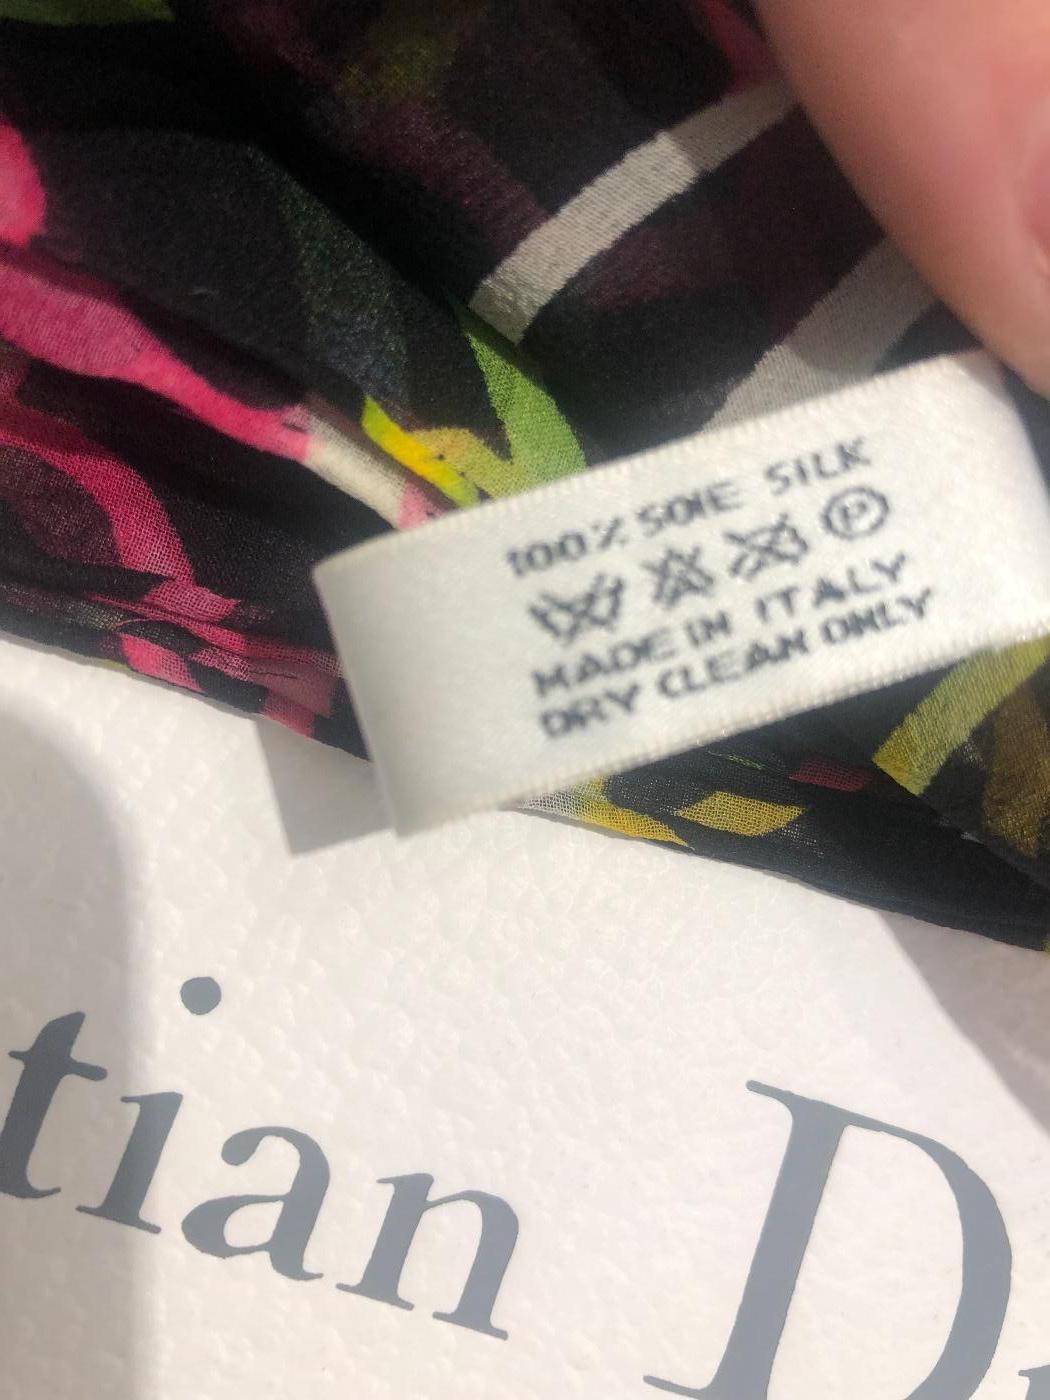 100% SOIE SILK
P
MADE IN ITALY
DRY CLEAN ONLY
tian D